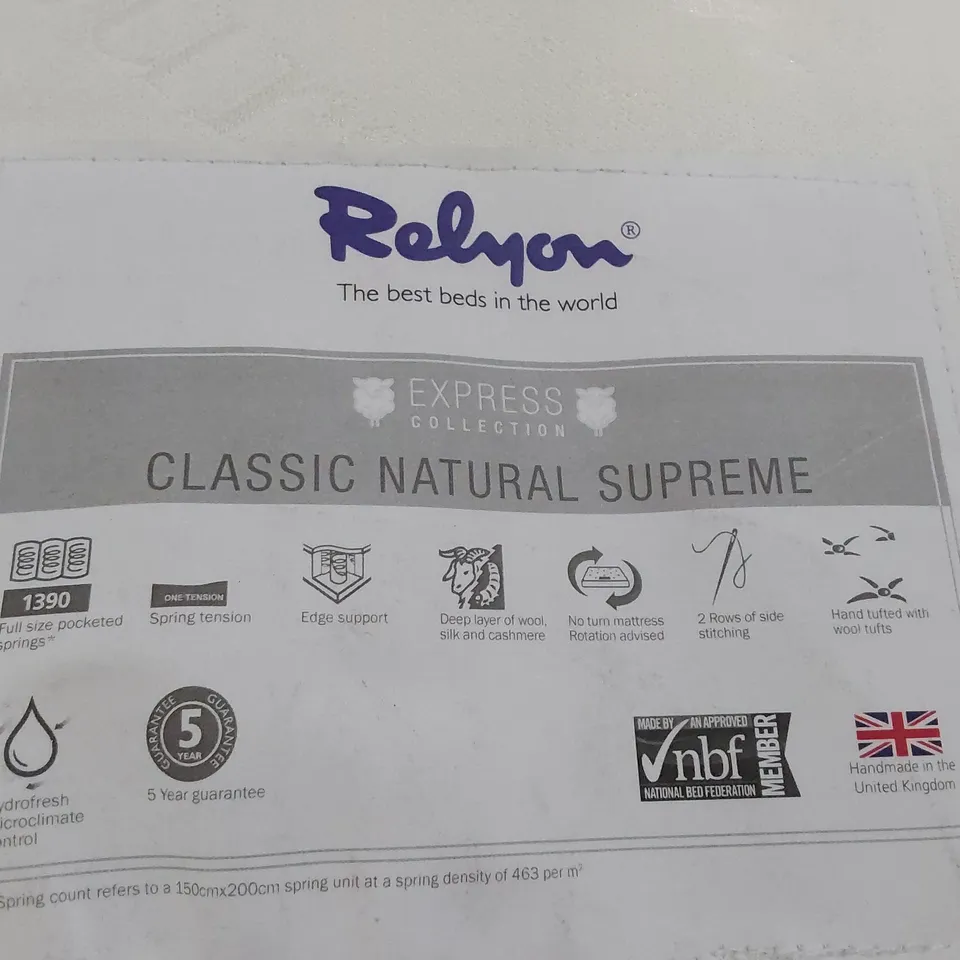 Relyon®
The best beds in the world
EXPRESS
COLLECTION
CLASSIC NATURAL SUPREME
1390
Full size pocketed
springs*
ONE TENSION
Spring tension
Edge support
Deep layer of wool,
silk and cashmere
No turn mattress
Rotation advised
2 Rows of side
stitching
Hand tufted with
wool tufts
ydrofresh
icroclimate
ntrol
GUARANTEE GUARANTEE
5
YEAR
5 Year guarantee
MADE BY AN APPROVED
nbf
MEMBER
NATIONAL BED FEDERATION
Handmade in the
United Kingdom
Spring count refers to a 150cmx200cm spring unit at a spring density of 463 per m²